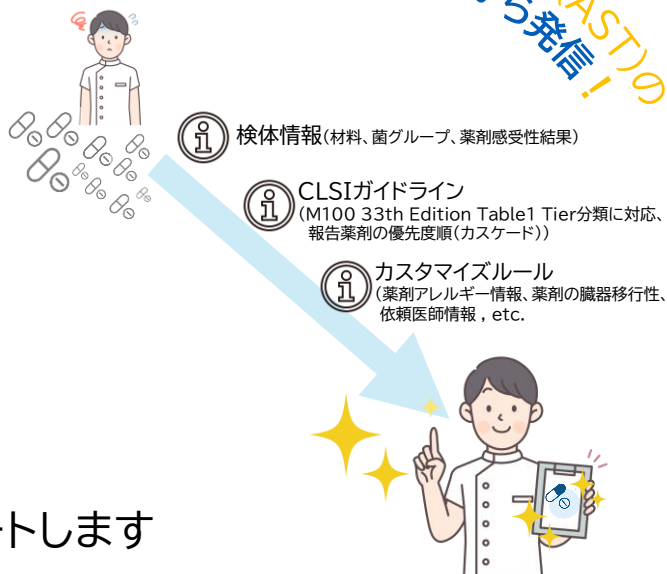 AST)の
ら発信!
検体情報(材料、菌グループ、薬剤感受性結果)
CLSIガイドライン
(M100 33th Edition Table1 Tier分類に対応、
報告薬剤の優先度順(カスケード))
カスタマイズルール
(薬剤アレルギー情報、薬剤の臓器移行性、
依頼医師情報 , etc.
トします